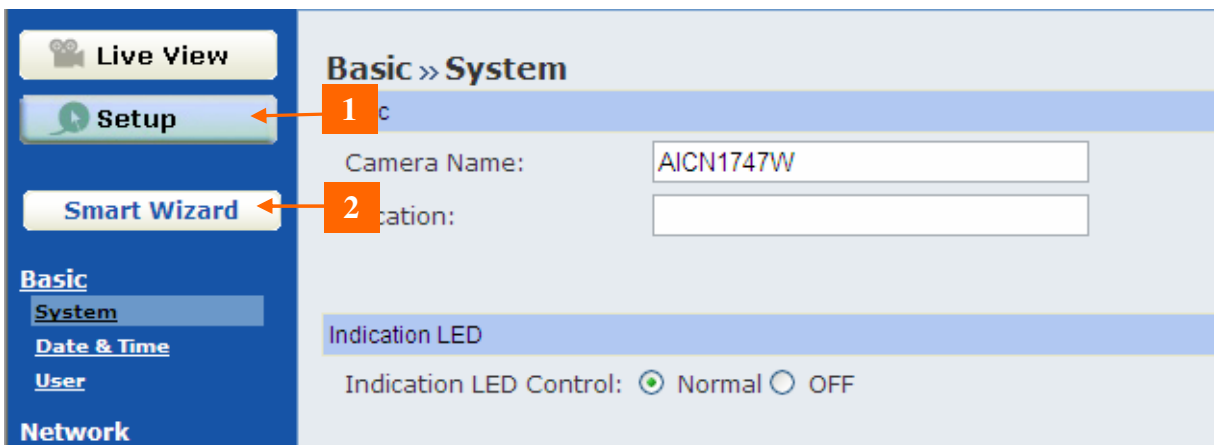 Live View
Setup
Smart Wizard
Basic
System
Date & Time
User
Network
Basic » System
1
c
Camera Name: AICN1747W
2
cation:
Indication LED
Indication LED Control: Normal OFF